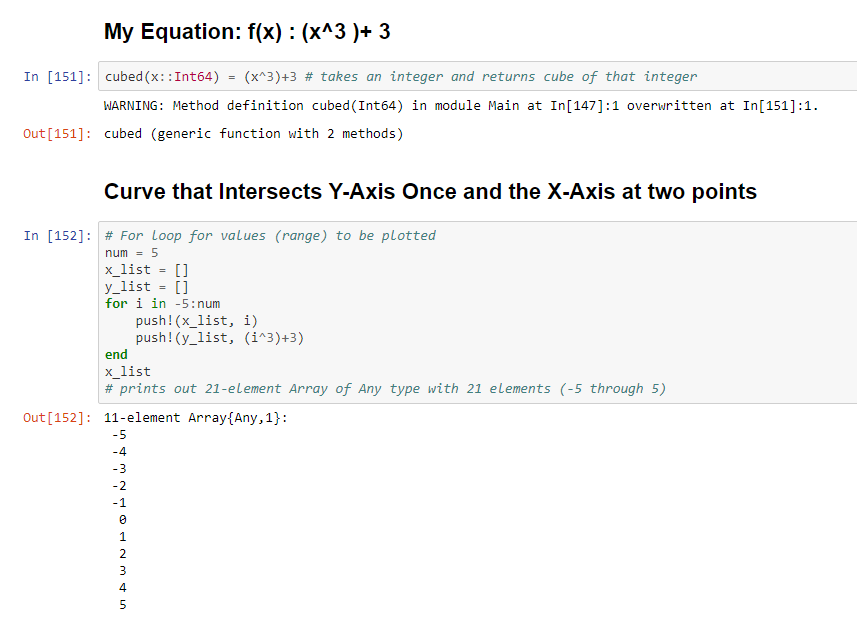 My Equation: f(x) : (x^3 )+ 3
In [151]: cubed(x::Int64) = (x^3)+3 # takes an integer and returns cube of that integer
WARNING: Method definition cubed(Int64) in module Main at In[147]:1 overwritten at In[151]:1.
Out[151]: cubed (generic function with 2 methods)
Curve that Intersects Y-Axis Once and the X-Axis at two points
In [152]: # For loop for values (range) to be plotted
num = 5
x_list = []
y_list = []
for i in -5:num
    push!(x_list, i)
    push!(y_list, (i^3)+3)
end
x_list
# prints out 21-element Array of Any type with 21 elements (-5 through 5)
Out[152]: 11-element Array{Any,1}:
-5
-4
-3
-2
-1
0
1
2
3
4
5